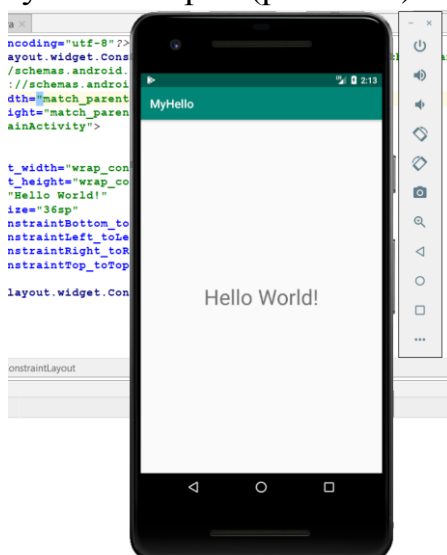 ncoding="utf-8"?>
ayout.widget.Cons
/schemas.android.
://schemas.androi
dth="match_parent
ight="match_paren
ainActivity">
t_width="wrap_con
t_height="wrap_co
"Hello World!"
ize="36sp"
nstraintBottom_to
nstraintLeft_toLe
nstraintRight_toR
nstraintTop_toTop
layout.widget.Con
onstraintLayout
2:13
MyHello
Hello World!